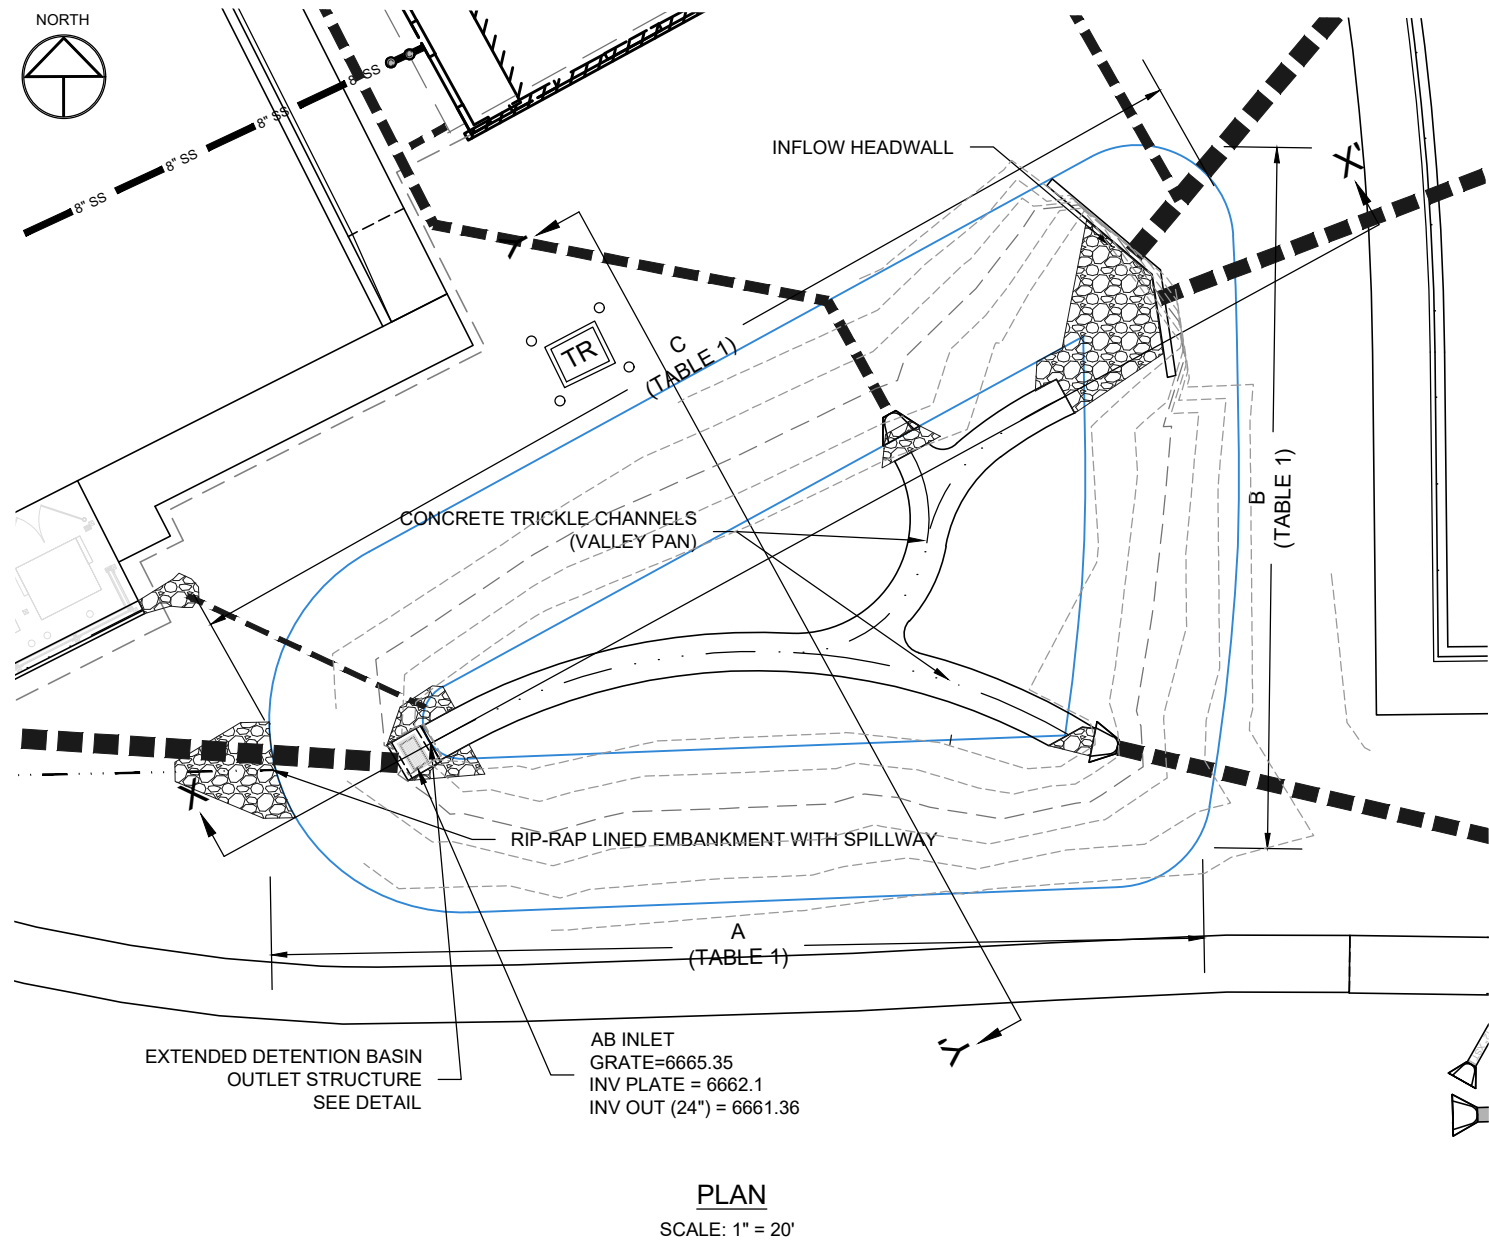 NORTH
8" SS
8" SS
8" SS
8" SS
INFLOW HEADWALL
X'
Y
TR
C
(TABLE 1)
B
(TABLE 1)
CONCRETE TRICKLE CHANNELS
(VALLEY PAN)
X
RIP-RAP LINED EMBANKMENT WITH SPILLWAY
A
(TABLE 1)
EXTENDED DETENTION BASIN
OUTLET STRUCTURE
SEE DETAIL
AB INLET
GRATE=6665.35
INV PLATE = 6662.1
INV OUT (24") = 6661.36
Y'
PLAN
SCALE: 1" = 20'